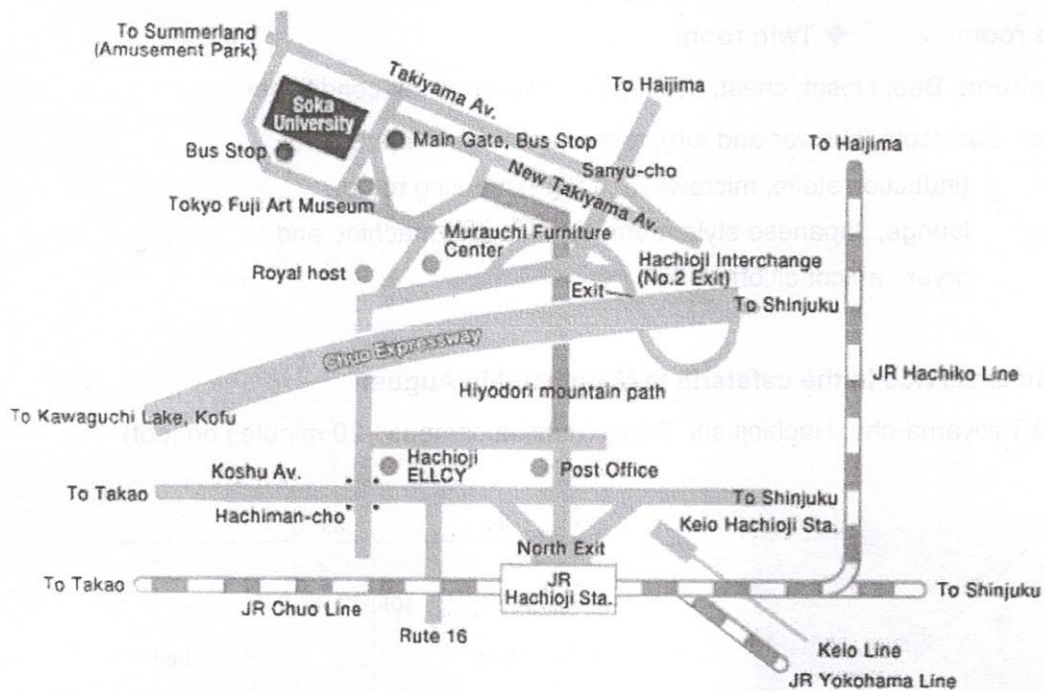 To Summerland
(Amusement Park)
Twin room
Takiyama Av.
To Haijima
Soka
University
Main Gate, Bus Stop
Bus Stop
Sanyu-cho
To Haijima
New Takiyama Av.
Tokyo Fuji Art Museum
Murauchi Furniture
Center
Royal host
Hachioji Interchange
(No.2 Exit)
Exit
To Shinjuku
Chuo Expressway
JR Hachiko Line
Hiyodori mountain path
To Kawaguchi Lake, Kofu
Hachioji
ELLCY
Post Office
Koshu Av.
To Takao
To Shinjuku
Hachiman-cho
Keio Hachioji Sta.
North Exit
To Takao
JR
Hachioji Sta.
To Shinjuku
JR Chuo Line
Rute 16
Keio Line
JR Yokohama Line